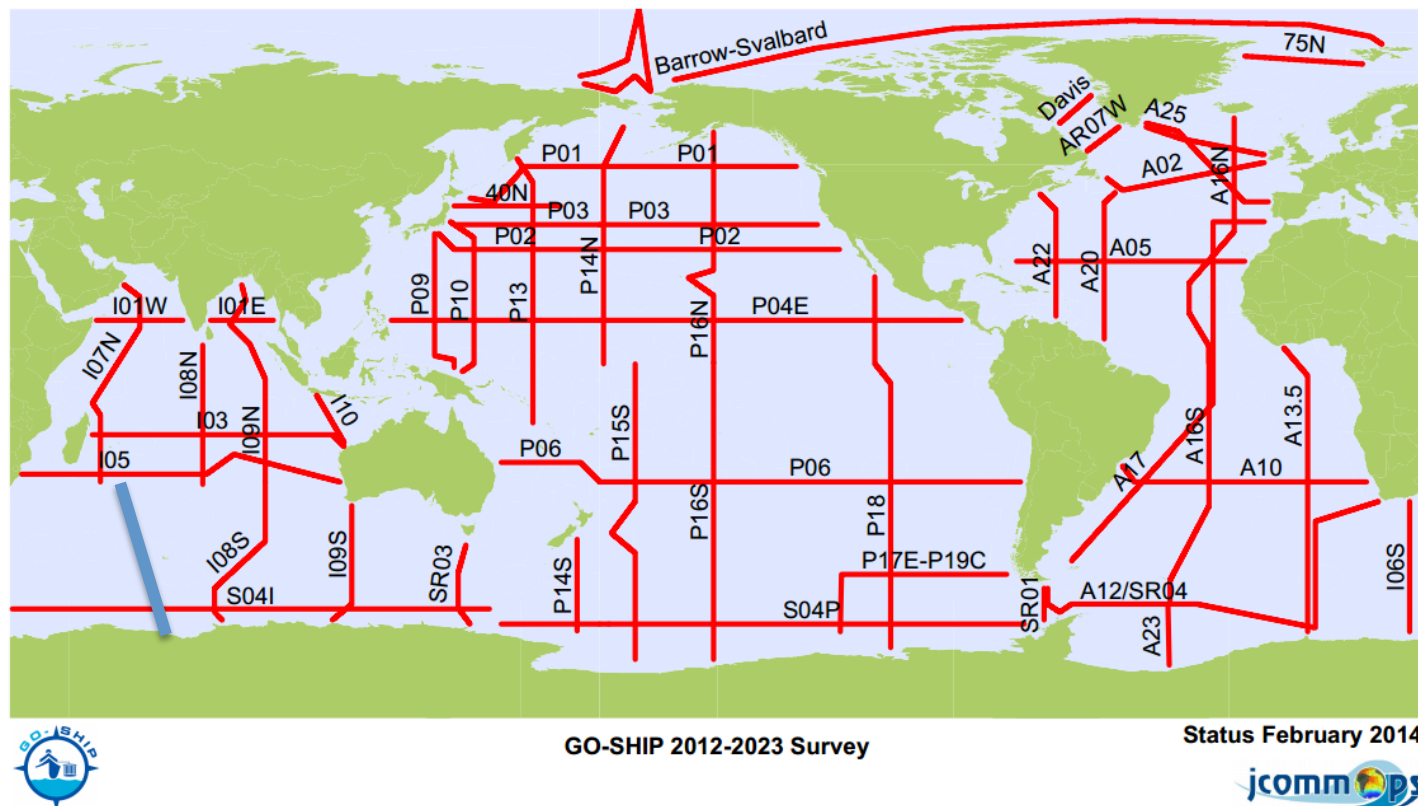 Barrow-Svalbard
75N
Davis
AR07W
A25
P01
P01
A02
A16N
40N
P03
P03
P02
P02
P14N
A22
A20
A05
I01W
I01E
P09
P10
P13
P16N
P04E
I07N
I08N
I03
I09N
I10
P15S
A16S
A13.5
I05
P06
P06
A17
A10
P16S
P18
I08S
I09S
SR03
P14S
P17E-P19C
I06S
S04I
S04P
SR01
A12/SR04
A23
GO-SHIP
GO-SHIP 2012-2023 Survey
Status February 2014
jcommops